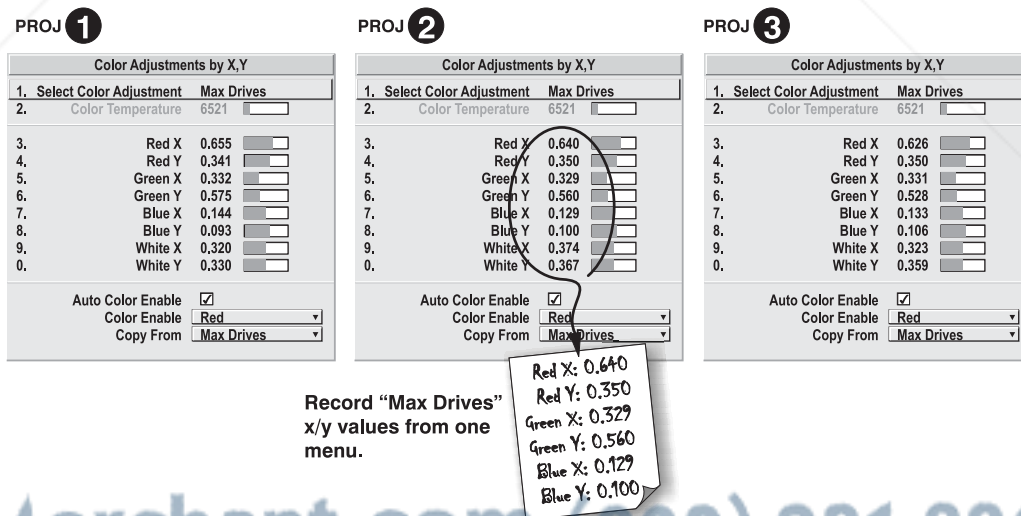 PROJ 1
Color Adjustments by X,Y
1. Select Color Adjustment Max Drives
2. Color Temperature 6521
3. Red X 0.655
4. Red Y 0.341
5. Green X 0.332
6. Green Y 0.575
7. Blue X 0.144
8. Blue Y 0.093
9. White X 0.320
0. White Y 0.330
Auto Color Enable
Color Enable Red
Copy From Max Drives
PROJ 2
Color Adjustments by X,Y
1. Select Color Adjustment Max Drives
2. Color Temperature 6521
3. Red X 0.640
4. Red Y 0.350
5. Green X 0.329
6. Green Y 0.560
7. Blue X 0.129
8. Blue Y 0.100
9. White X 0.374
0. White Y 0.367
Auto Color Enable
Color Enable Red
Copy From Max Drives_
PROJ 3
Color Adjustments by X,Y
1. Select Color Adjustment Max Drives
2. Color Temperature 6521
3. Red X 0.626
4. Red Y 0.350
5. Green X 0.331
6. Green Y 0.528
7. Blue X 0.133
8. Blue Y 0.106
9. White X 0.323
0. White Y 0.359
Auto Color Enable
Color Enable Red
Copy From Max Drives
Record “Max Drives”
x/y values from one
menu.
Red X: 0.640
Red Y: 0.350
Green X: 0.329
Green Y: 0.560
Blue X: 0.129
Blue Y: 0.100